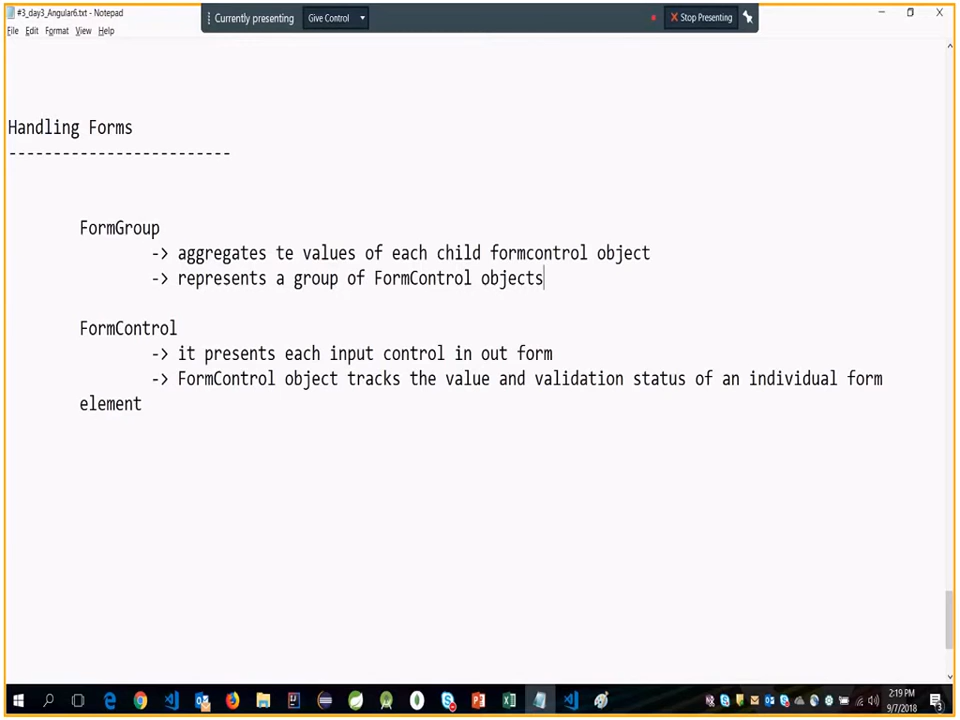 #3_day3_Angular6.txt - Notepad
Currently presenting
Give Control
Stop Presenting
File Edit Format View Help
Handling Forms
-------------------------
FormGroup
-> aggregates te values of each child formcontrol object
-> represents a group of FormControl objects
FormControl
-> it presents each input control in out form
-> FormControl object tracks the value and validation status of an individual form
element
2:19 PM
9/7/2018
3